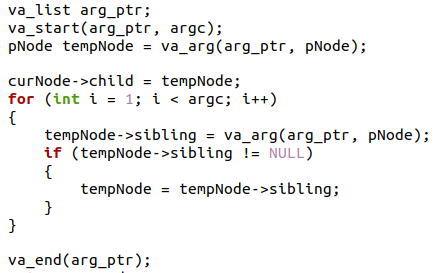 va_list arg_ptr;
va_start(arg_ptr, argc);
pNode tempNode = va_arg(arg_ptr, pNode);

curNode->child = tempNode;
for (int i = 1; i < argc; i++)
{
    tempNode->sibling = va_arg(arg_ptr, pNode);
    if (tempNode->sibling != NULL)
    {
        tempNode = tempNode->sibling;
    }
}

va_end(arg_ptr);